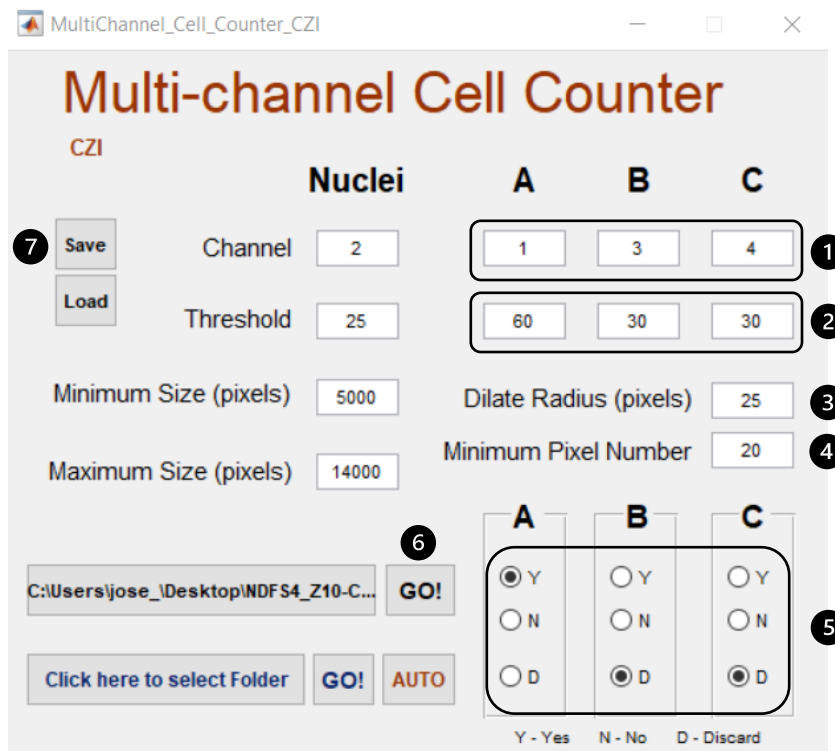 MultiChannel_Cell_Counter_CZI
Multi-channel Cell Counter
CZI
Nuclei A B C
7 Save Channel 2 1 3 4 1
Load Threshold 25 60 30 30 2
Minimum Size (pixels) 5000 Dilate Radius (pixels) 25 3
Minimum Pixel Number 20 4
Maximum Size (pixels) 14000
A B C
6
C:\Users\jose_\Desktop\NDFS4_Z10-C... GO! Y Y Y
N N N 5
Click here to select Folder GO! AUTO D D D
Y - Yes N - No D - Discard